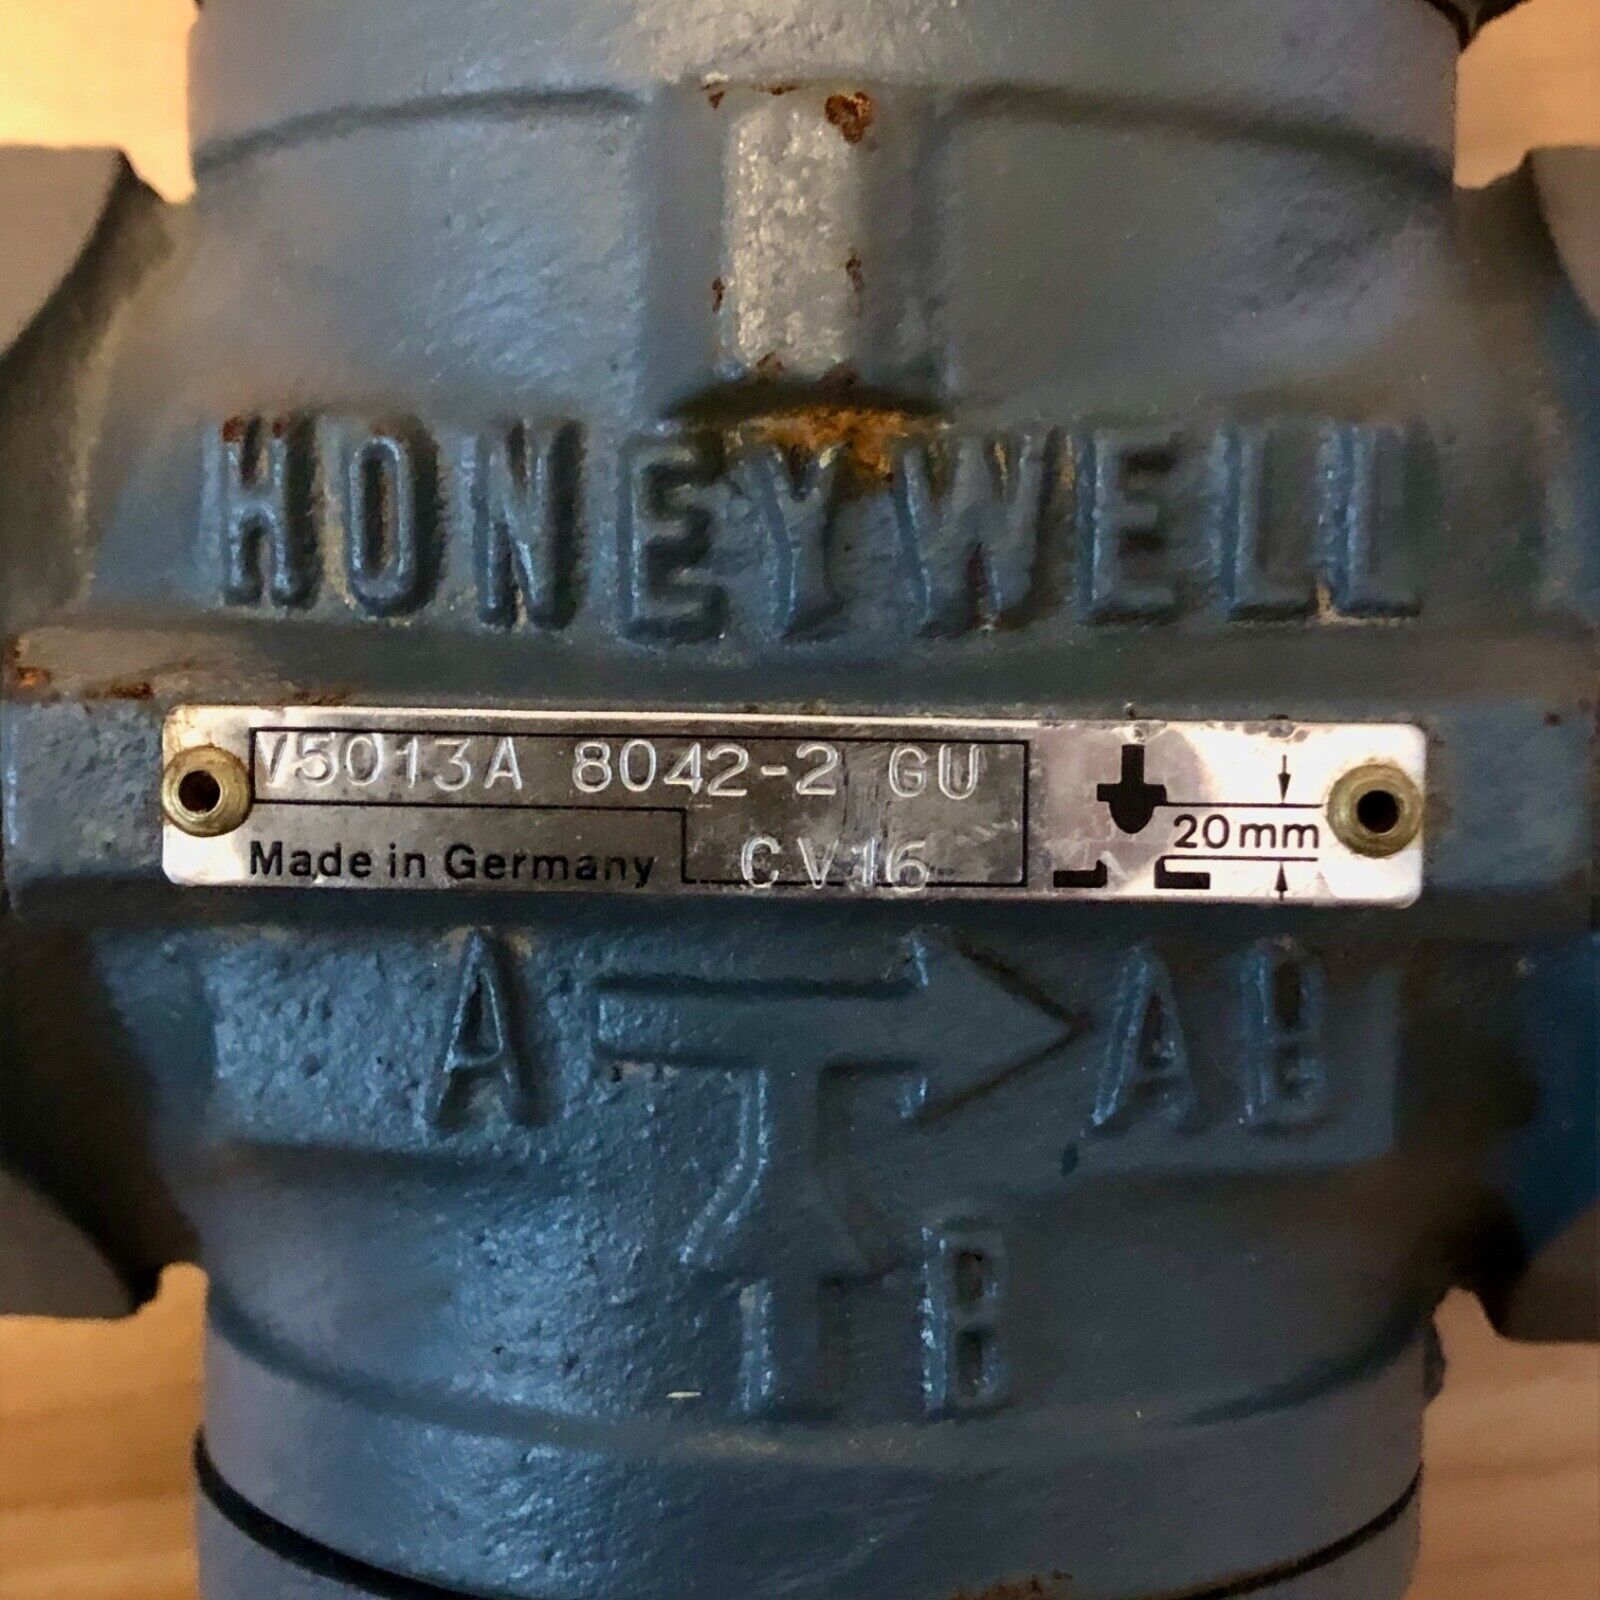 HONEYWELL
V5013A 8042-2 GU
Made in Germany CV16 20mm
A AB
B